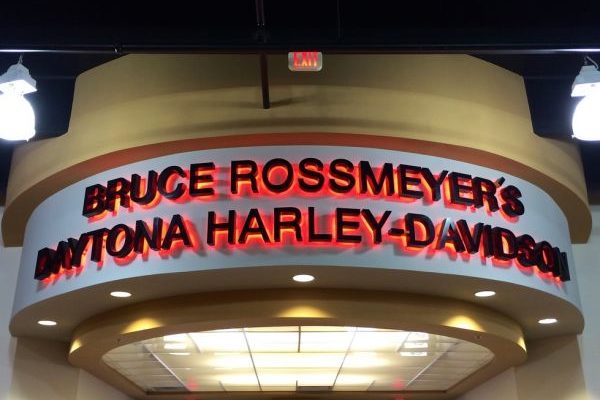 EXIT
BRUCE ROSSMEYER'S
DAYTONA HARLEY-DAVIDSON